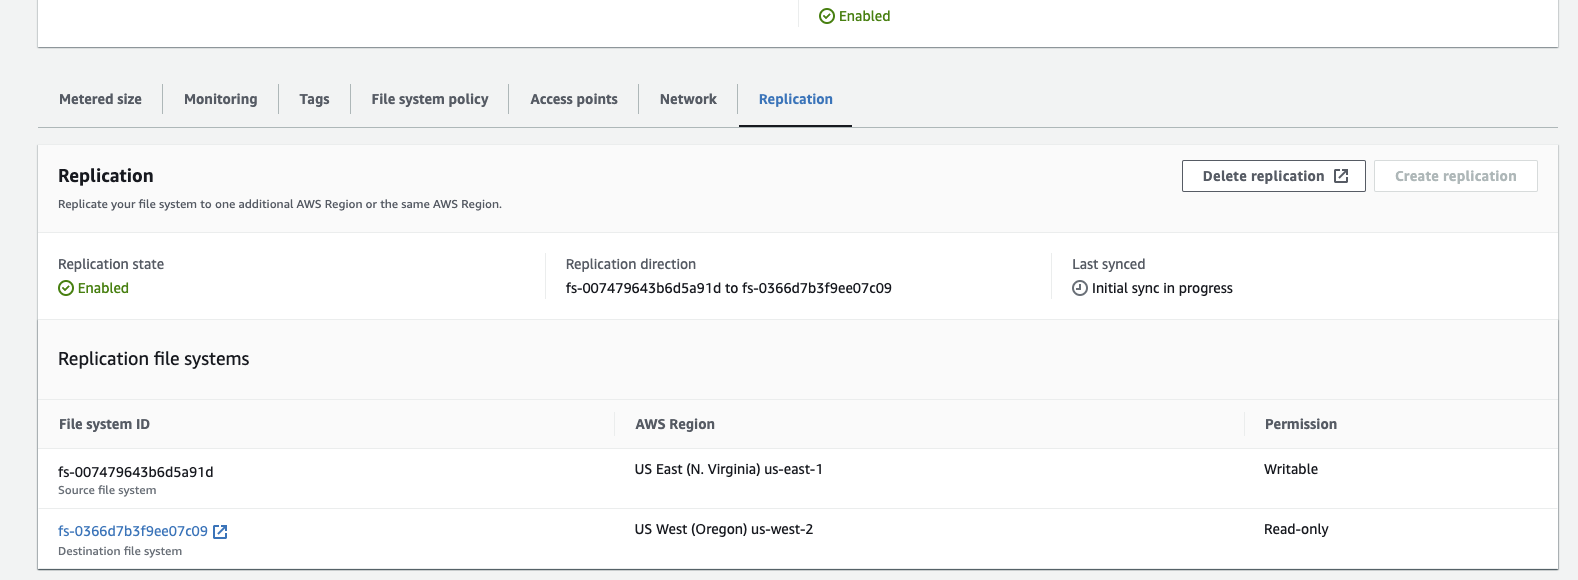 Enabled
Metered size
Monitoring
Tags
File system policy
Access points
Network
Replication
Replication
Delete replication
Create replication
Replicate your file system to one additional AWS Region or the same AWS Region.
Replication state
Enabled
Replication direction
fs-007479643b6d5a91d to fs-0366d7b3f9ee07c09
Last synced
Initial sync in progress
Replication file systems
File system ID
AWS Region
Permission
fs-007479643b6d5a91d
Source file system
US East (N. Virginia) us-east-1
Writable
fs-0366d7b3f9ee07c09
Destination file system
US West (Oregon) us-west-2
Read-only